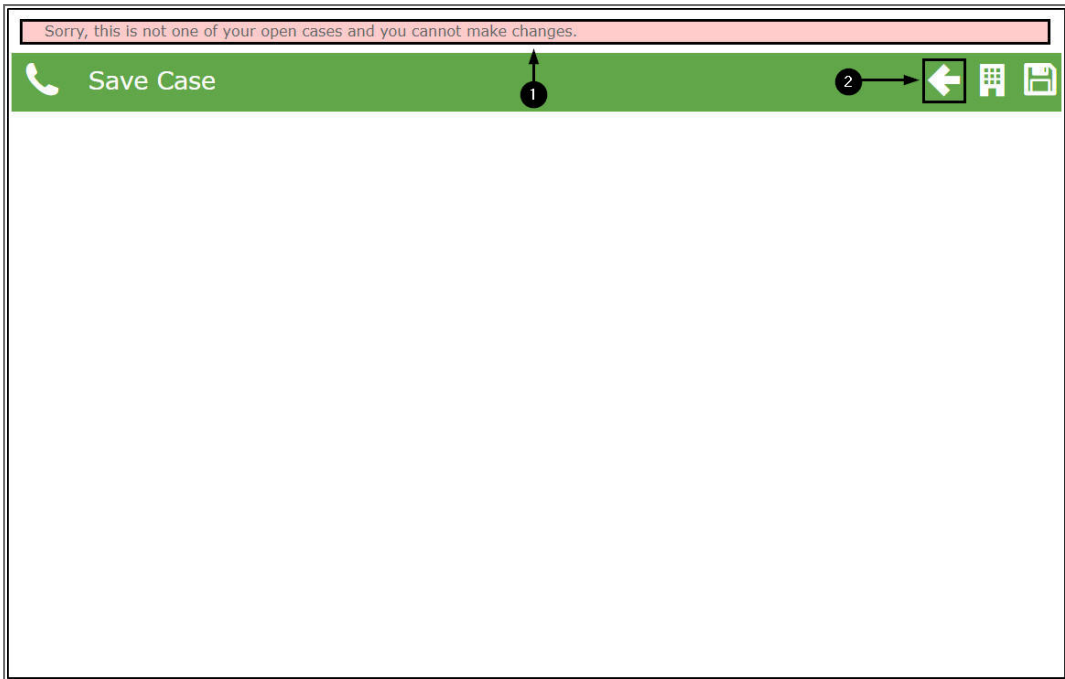 Sorry, this is not one of your open cases and you cannot make changes.
Save Case
1
2